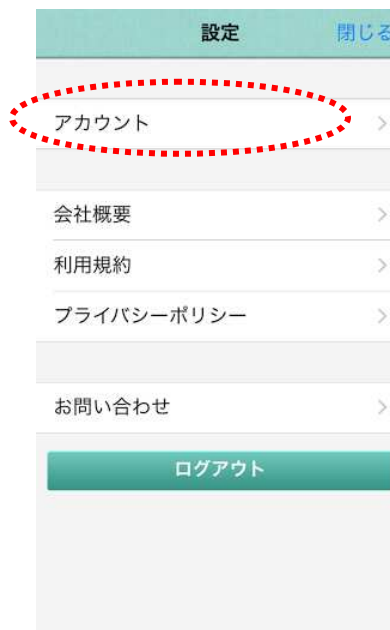 設定 閉じる
アカウント
会社概要
利用規約
プライバシーポリシー
お問い合わせ
ログアウト